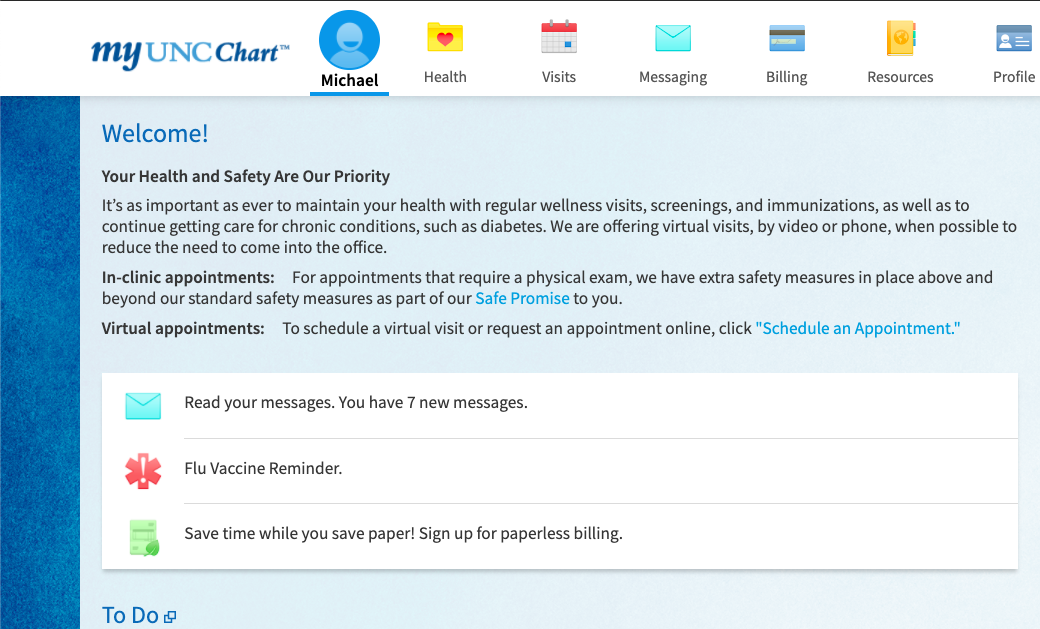 my UNC Chart™
Michael
Health
Visits
Messaging
Billing
Resources
Profile
Welcome!
Your Health and Safety Are Our Priority
It’s as important as ever to maintain your health with regular wellness visits, screenings, and immunizations, as well as to
continue getting care for chronic conditions, such as diabetes. We are offering virtual visits, by video or phone, when possible to
reduce the need to come into the office.
In-clinic appointments: For appointments that require a physical exam, we have extra safety measures in place above and
beyond our standard safety measures as part of our Safe Promise to you.
Virtual appointments: To schedule a virtual visit or request an appointment online, click "Schedule an Appointment."
Read your messages. You have 7 new messages.
Flu Vaccine Reminder.
Save time while you save paper! Sign up for paperless billing.
To Do